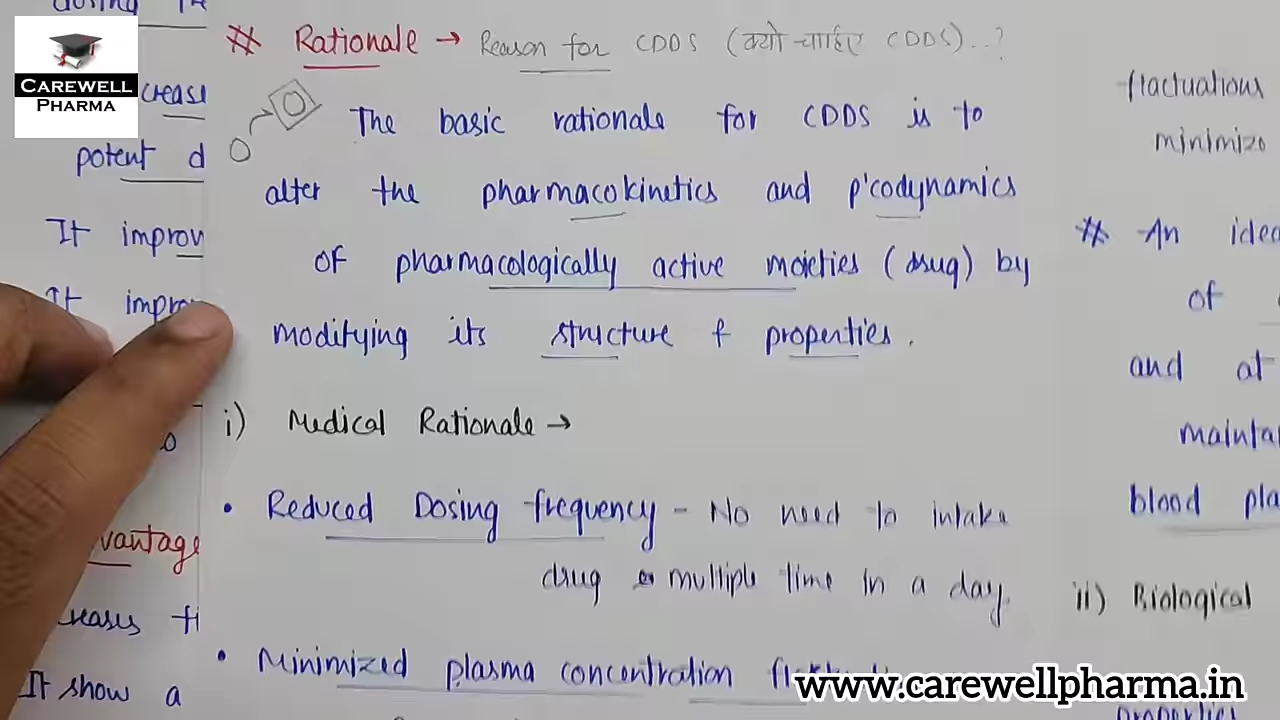 CAREWELL
PHARMA
creases
potent d
It improv
It impro
vantage
creases
It show a
# Rationale → Reason for CDDS (क्यो चाहिए CDDS)..?
The basic rationale for CDDS is to
alter the pharmacokinetics and p'codynamics
of pharmacologically active moieties (drug) by
modifying its structure & properties.
i) Medical Rationale →
• Reduced Dosing frequency - No need to intake
drug multiple time in a day.
• Minimized plasma concentration
fluctuations
minimize
# An idea
of
and at
mainta
blood pla
ii) Biological
properties
www.carewellpharma.in